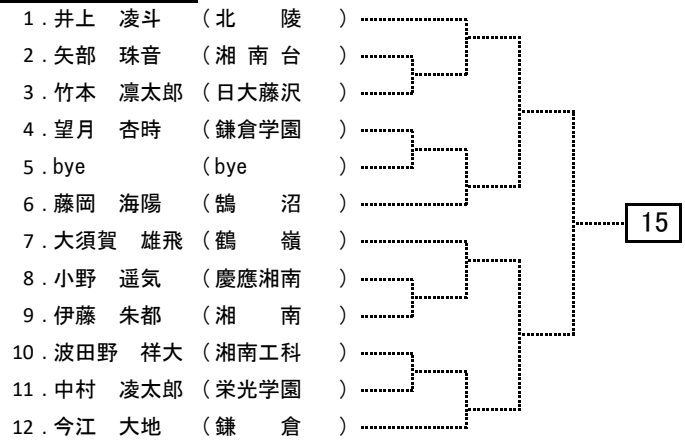 1．井上　凌斗　（北　　陵　）
2．矢部　珠音　（湘 南 台　）
3．竹本　凛太郎（日大藤沢　）
4．望月　杏時　（鎌倉学園　）
5．bye　（bye　）
6．藤岡　海陽　（鵠　　沼　）
7．大須賀　雄飛（鶴　　嶺　）
15
8．小野　遥気　（慶應湘南　）
9．伊藤　朱都　（湘　　南　）
10．波田野　祥大（湘南工科　）
11．中村　凌太郎（栄光学園　）
12．今江　大地　（鎌　　倉　）